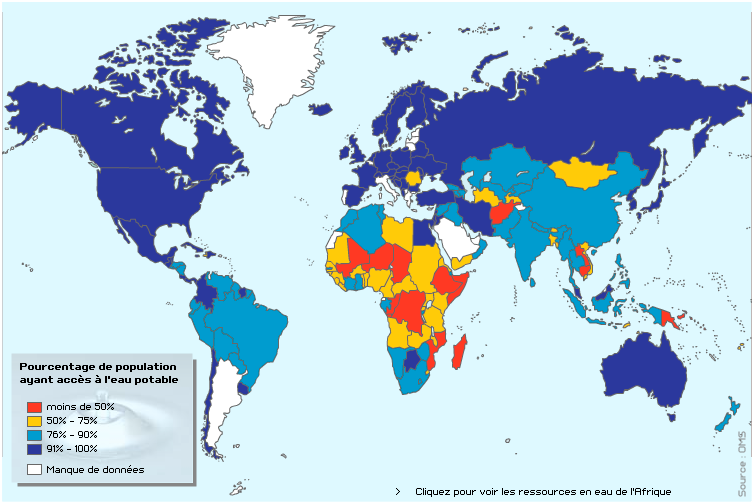 Pourcentage de population
ayant accès à l'eau potable
moins de 50%
50% - 75%
76% - 90%
91% - 100%
Manque de données
> Cliquez pour voir les ressources en eau de l'Afrique
Source : OMS